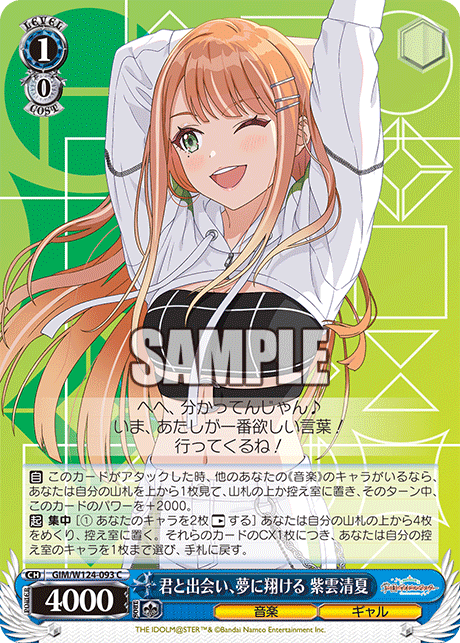 LEVEL
1
0
COST
SAMPLE
へへ、分かってんじゃん♪
いま、あたしが一番欲しい言葉！
行ってくるね！
自 このカードがアタックした時、他のあなたの《音楽》のキャラがいるなら、
あなたは自分の山札を上から1枚見て、山札の上か控え室に置き、そのターン中、
このカードのパワーを+2000。
起 集中 [① あなたのキャラを2枚 する] あなたは自分の山札の上から4枚
をめくり、控え室に置く。それらのカードのCX1枚につき、あなたは自分の控
え室のキャラを1枚まで選び、手札に戻す。
CH GIM/W124-093 C
POWER
4000
君と出会い、夢に翔ける 紫雲清夏
音楽 ギャル
THE IDOLM@STER™& ©Bandai Namco Entertainment Inc.